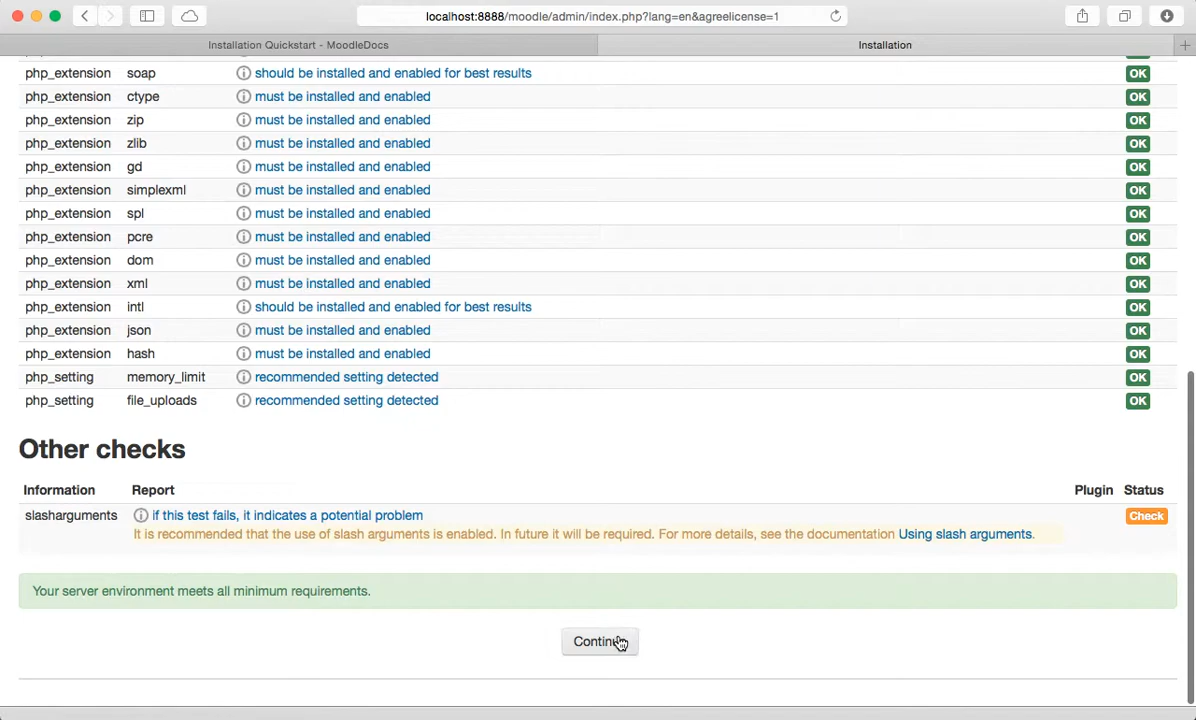 localhost:8888/moodle/admin/index.php?lang=en&agreelicense=1
Installation Quickstart - MoodleDocs
Installation
php_extension soap should be installed and enabled for best results OK
php_extension ctype must be installed and enabled OK
php_extension zip must be installed and enabled OK
php_extension zlib must be installed and enabled OK
php_extension gd must be installed and enabled OK
php_extension simplexml must be installed and enabled OK
php_extension spl must be installed and enabled OK
php_extension pcre must be installed and enabled OK
php_extension dom must be installed and enabled OK
php_extension xml must be installed and enabled OK
php_extension intl should be installed and enabled for best results OK
php_extension json must be installed and enabled OK
php_extension hash must be installed and enabled OK
php_setting memory_limit recommended setting detected OK
php_setting file_uploads recommended setting detected OK
Other checks
Information Report Plugin Status
slasharguments if this test fails, it indicates a potential problem Check
It is recommended that the use of slash arguments is enabled. In future it will be required. For more details, see the documentation Using slash arguments.
Your server environment meets all minimum requirements.
Continue